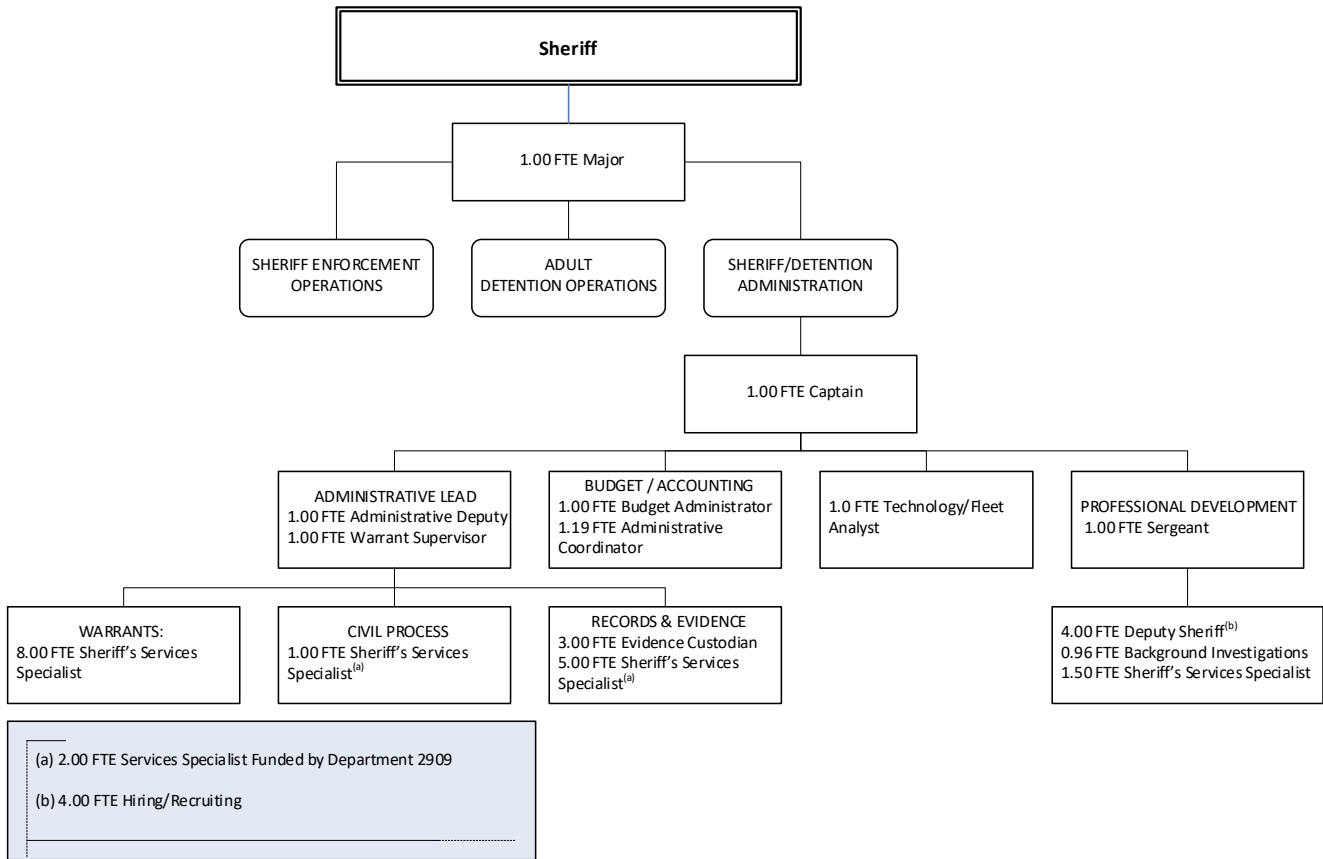 Sheriff
1.00 FTE Major
SHERIFF ENFORCEMENT
OPERATIONS
ADULT
DETENTION OPERATIONS
SHERIFF/DETENTION
ADMINISTRATION
1.00 FTE Captain
ADMINISTRATIVE LEAD
1.00 FTE Administrative Deputy
1.00 FTE Warrant Supervisor
BUDGET / ACCOUNTING
1.00 FTE Budget Administrator
1.19 FTE Administrative
Coordinator
1.0 FTE Technology/Fleet
Analyst
PROFESSIONAL DEVELOPMENT
1.00 FTE Sergeant
WARRANTS:
8.00 FTE Sheriff’s Services
Specialist
CIVIL PROCESS
1.00 FTE Sheriff’s Services
Specialist(a)
RECORDS & EVIDENCE
3.00 FTE Evidence Custodian
5.00 FTE Sheriff’s Services
Specialist(a)
4.00 FTE Deputy Sheriff(b)
0.96 FTE Background Investigations
1.50 FTE Sheriff’s Services Specialist
(a) 2.00 FTE Services Specialist Funded by Department 2909
(b) 4.00 FTE Hiring/Recruiting